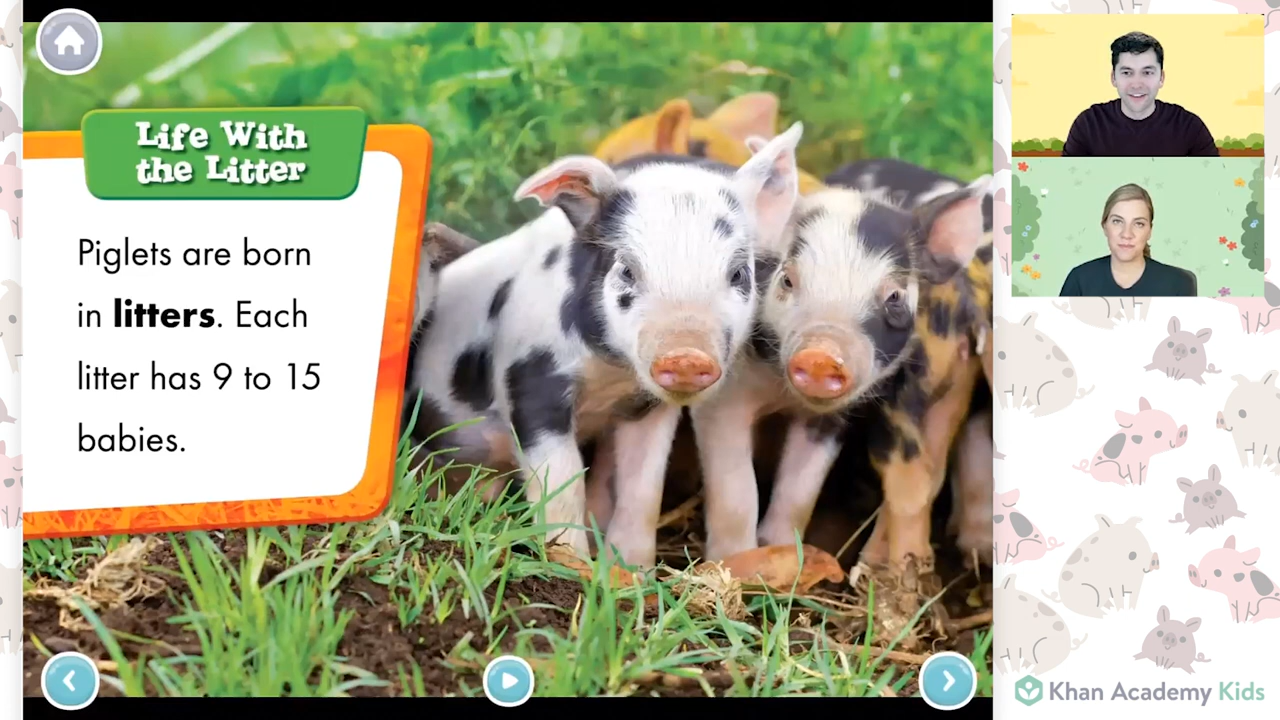 Life With
the Litter
Piglets are born
in litters. Each
litter has 9 to 15
babies.
Khan Academy Kids